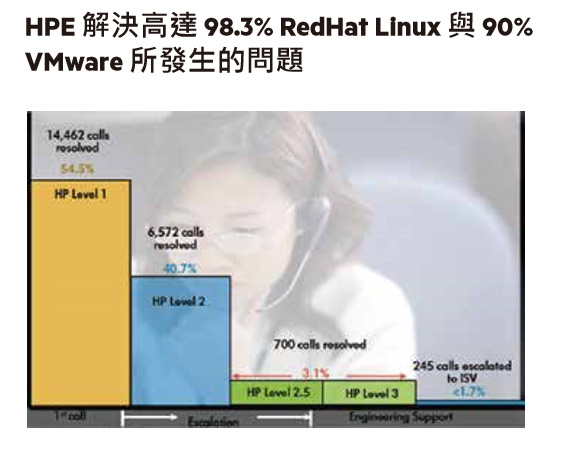 HPE 解決高達 98.3% RedHat Linux 與 90%
VMware 所發生的問題
14,462 calls
resolved
54.5%
HP Level 1
6,572 calls
resolved
40.7%
HP Level 2
700 calls resolved
3.1%
HP Level 2.5
HP Level 3
245 calls escalated
to ISV
<1.7%
1st call
Escalation
Engineering Support